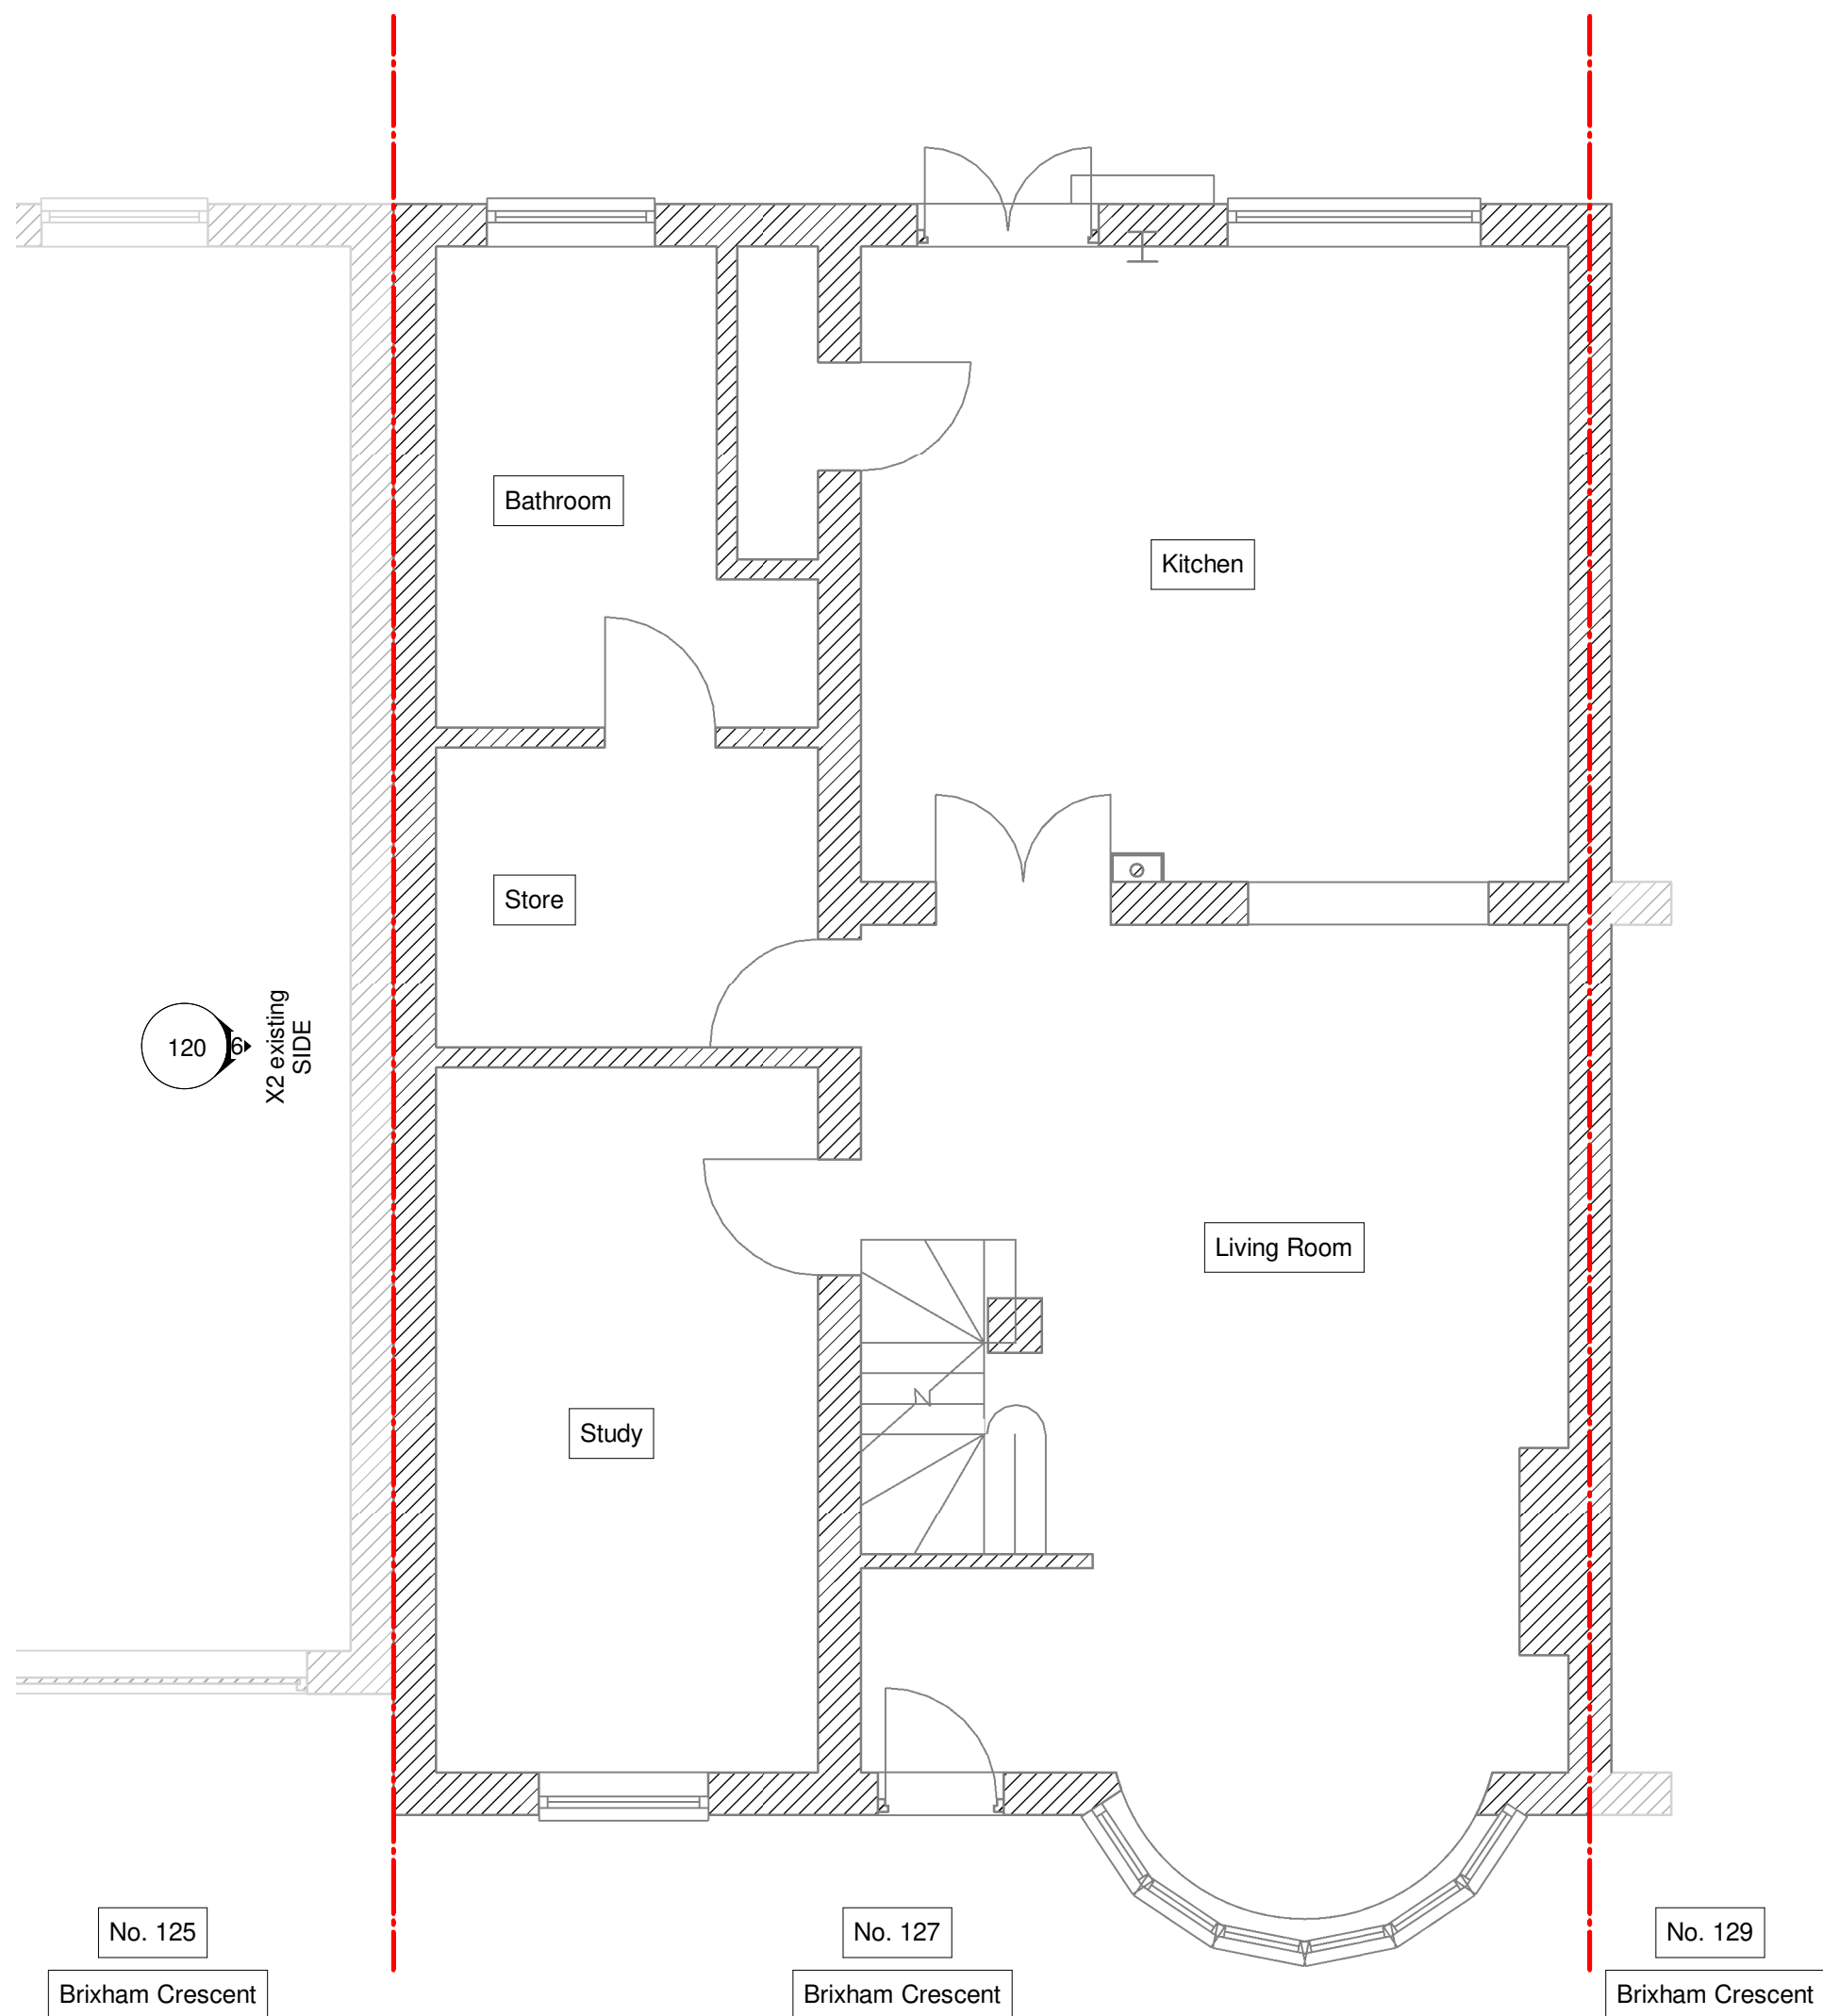 Bathroom
Kitchen
Store
120
6
X2 existing
SIDE
Living Room
Study
No. 125
No. 127
No. 129
Brixham Crescent
Brixham Crescent
Brixham Crescent